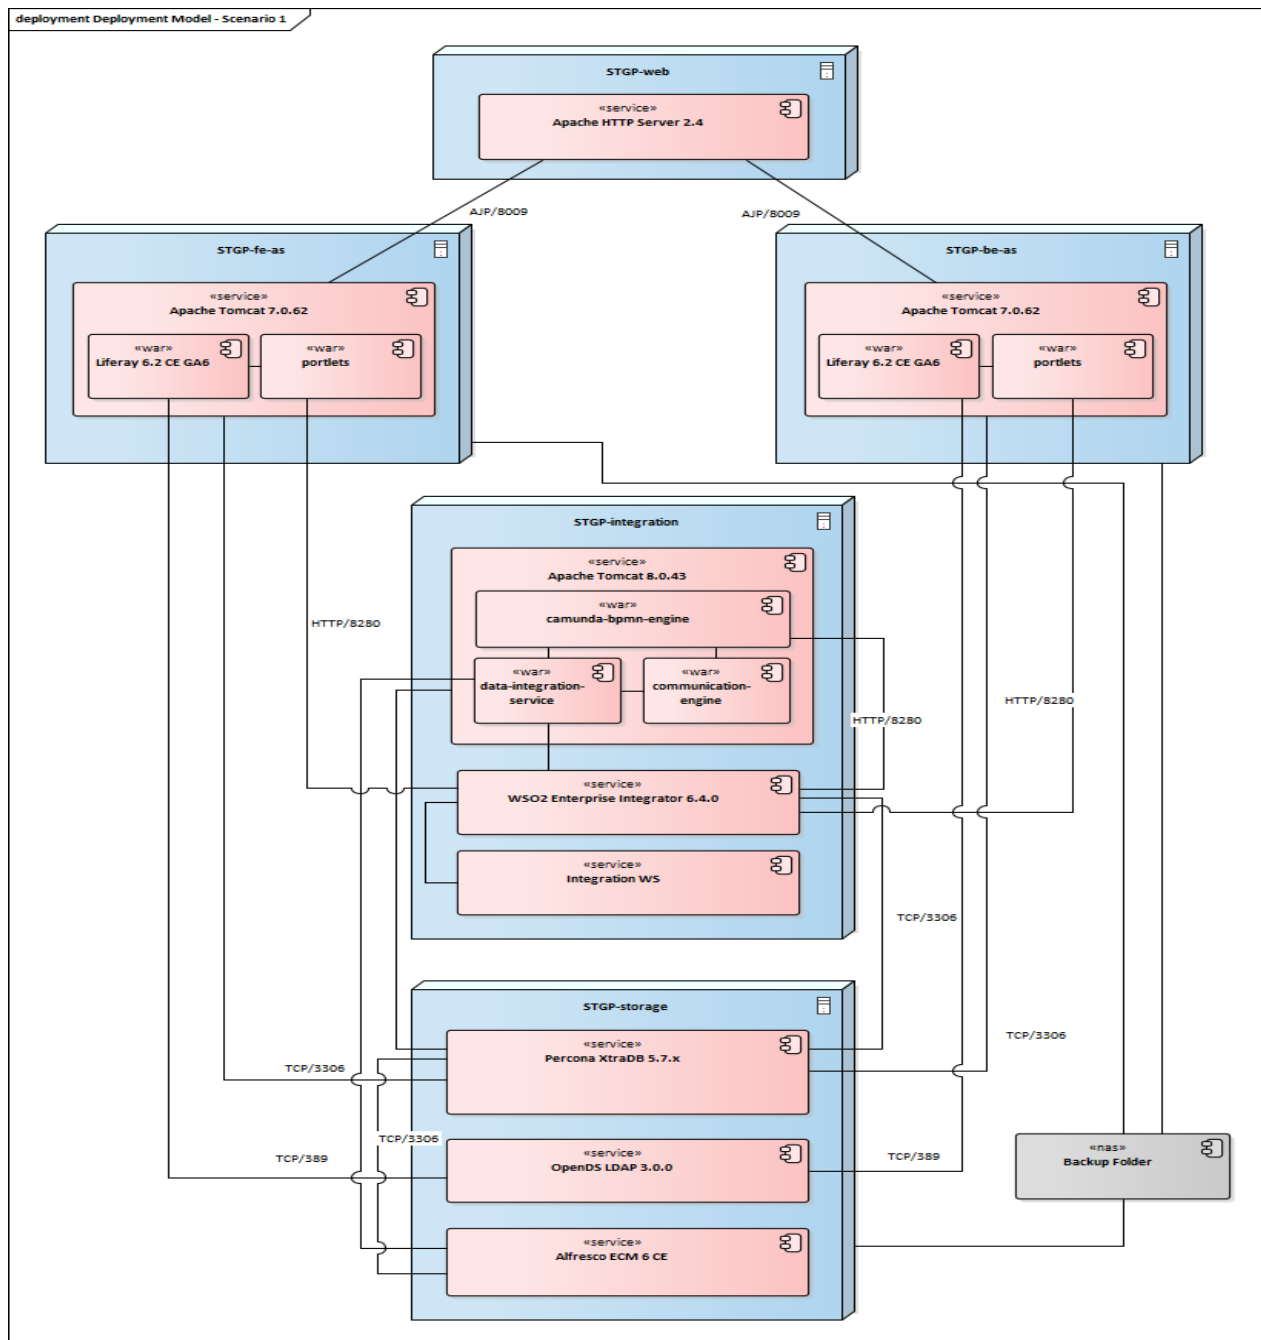 deployment Deployment Model - Scenario 1
STGP-web
«service»
Apache HTTP Server 2.4
AJP/8009
AJP/8009
STGP-fe-as
«service»
Apache Tomcat 7.0.62
«war»
Liferay 6.2 CE GA6
«war»
portlets
STGP-be-as
«service»
Apache Tomcat 7.0.62
«war»
Liferay 6.2 CE GA6
«war»
portlets
STGP-integration
«service»
Apache Tomcat 8.0.43
«war»
camunda-bpmn-engine
«war»
data-integration-
service
«war»
communication-
engine
HTTP/8280
HTTP/8280
HTTP/8280
«service»
WSO2 Enterprise Integrator 6.4.0
«service»
Integration WS
TCP/3306
STGP-storage
«service»
Percona XtraDB 5.7.x
TCP/3306
TCP/3306
TCP/3306
«service»
OpenDS LDAP 3.0.0
TCP/389
TCP/389
«nas»
Backup Folder
«service»
Alfresco ECM 6 CE